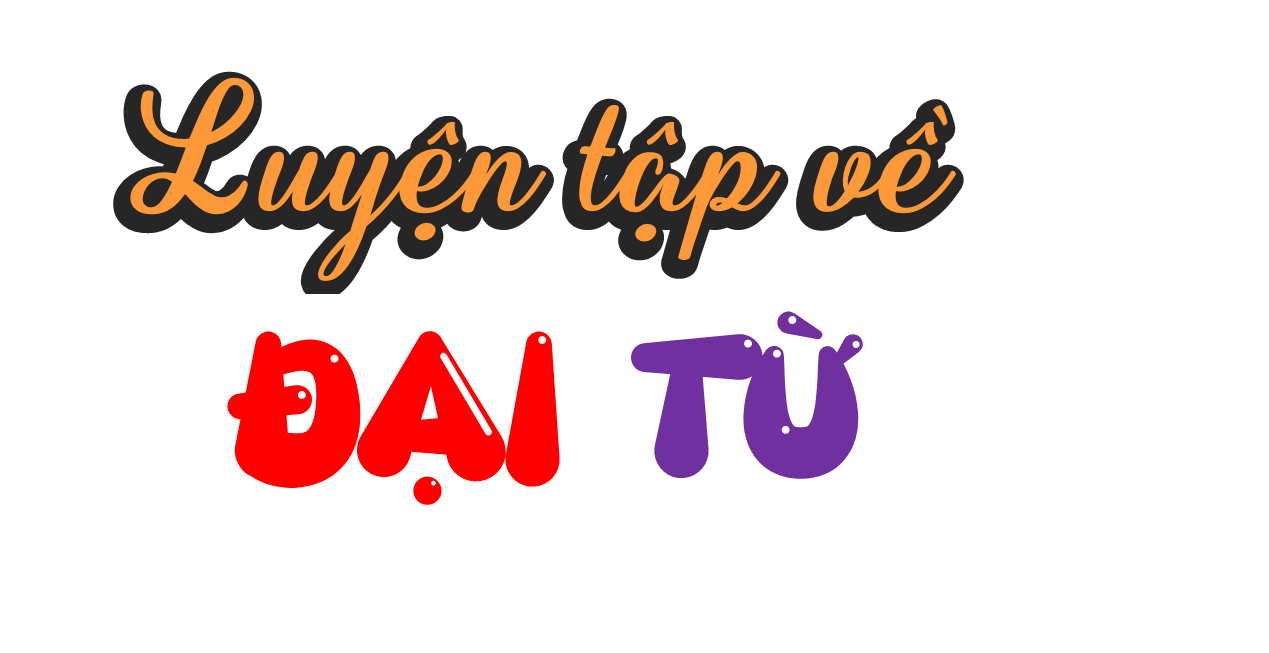 Luyện tập về
ĐẠI TỪ